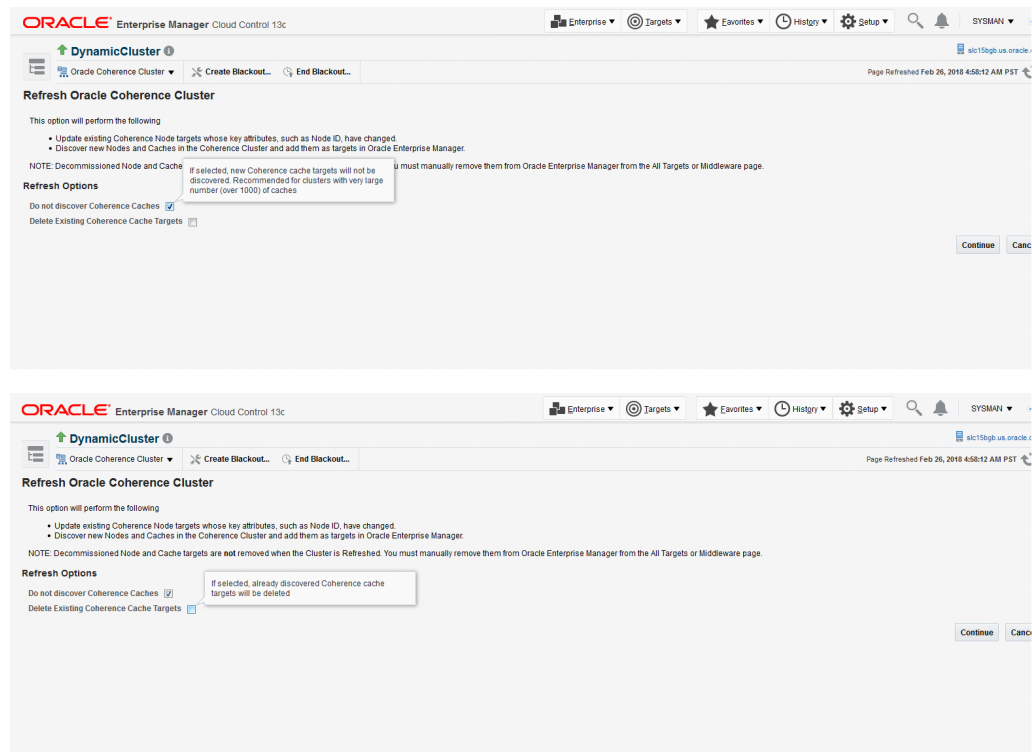 ORACLE Enterprise Manager Cloud Control 13c Enterprise Targets Favorites History Setup SYSMAN
DynamicCluster slc15bgb.us.oracle.
Oracle Coherence Cluster Create Blackout... End Blackout... Page Refreshed Feb 26, 2018 4:58:12 AM PST
Refresh Oracle Coherence Cluster
This option will perform the following
• Update existing Coherence Node targets whose key attributes, such as Node ID, have changed.
• Discover new Nodes and Caches in the Coherence Cluster and add them as targets in Oracle Enterprise Manager.
NOTE: Decommissioned Node and Cache u must manually remove them from Oracle Enterprise Manager from the All Targets or Middleware page.
If selected, new Coherence cache targets will not be
discovered. Recommended for clusters with very large
number (over 1000) of caches
Refresh Options
Do not discover Coherence Caches
Delete Existing Coherence Cache Targets
Continue Canc
ORACLE Enterprise Manager Cloud Control 13c Enterprise Targets Favorites History Setup SYSMAN
DynamicCluster slc15bgb.us.oracle.c
Oracle Coherence Cluster Create Blackout... End Blackout... Page Refreshed Feb 26, 2018 4:58:12 AM PST
Refresh Oracle Coherence Cluster
This option will perform the following
• Update existing Coherence Node targets whose key attributes, such as Node ID, have changed.
• Discover new Nodes and Caches in the Coherence Cluster and add them as targets in Oracle Enterprise Manager.
NOTE: Decommissioned Node and Cache targets are not removed when the Cluster is Refreshed. You must manually remove them from Oracle Enterprise Manager from the All Targets or Middleware page.
Refresh Options
If selected, already discovered Coherence cache
targets will be deleted
Do not discover Coherence Caches
Delete Existing Coherence Cache Targets
Continue Cance